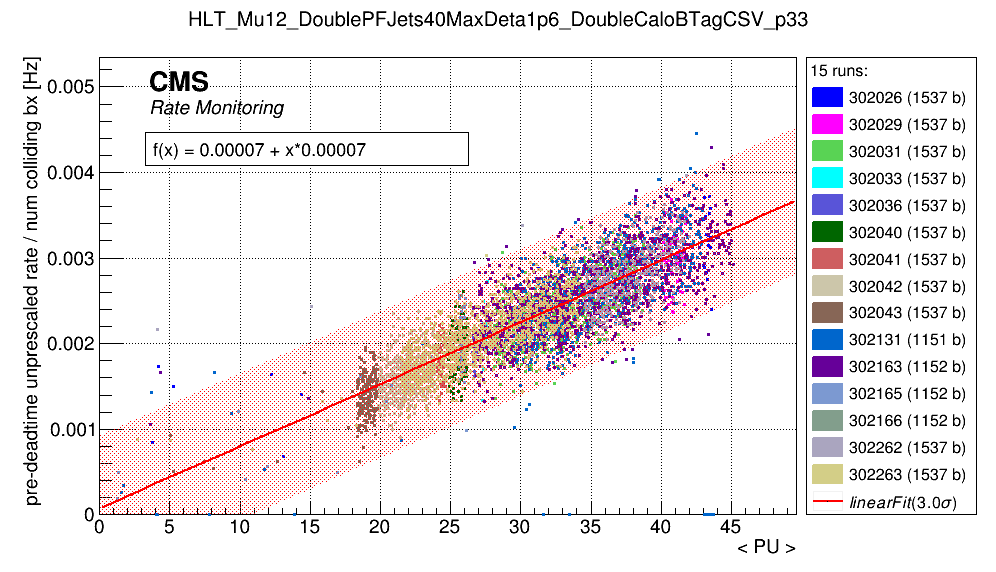 HLT_Mu12_DoublePFJets40MaxDeta1p6_DoubleCaloBTagCSV_p33
pre-deadtime unprescaled rate / num colliding bx [Hz]
CMS
Rate Monitoring
f(x) = 0.00007 + x*0.00007
0.005
0.004
0.003
0.002
0.001
0
0 5 10 15 20 25 30 35 40 45
< PU >
15 runs:
302026 (1537 b)
302029 (1537 b)
302031 (1537 b)
302033 (1537 b)
302036 (1537 b)
302040 (1537 b)
302041 (1537 b)
302042 (1537 b)
302043 (1537 b)
302131 (1151 b)
302163 (1152 b)
302165 (1152 b)
302166 (1152 b)
302262 (1537 b)
302263 (1537 b)
linearFit(3.0σ)